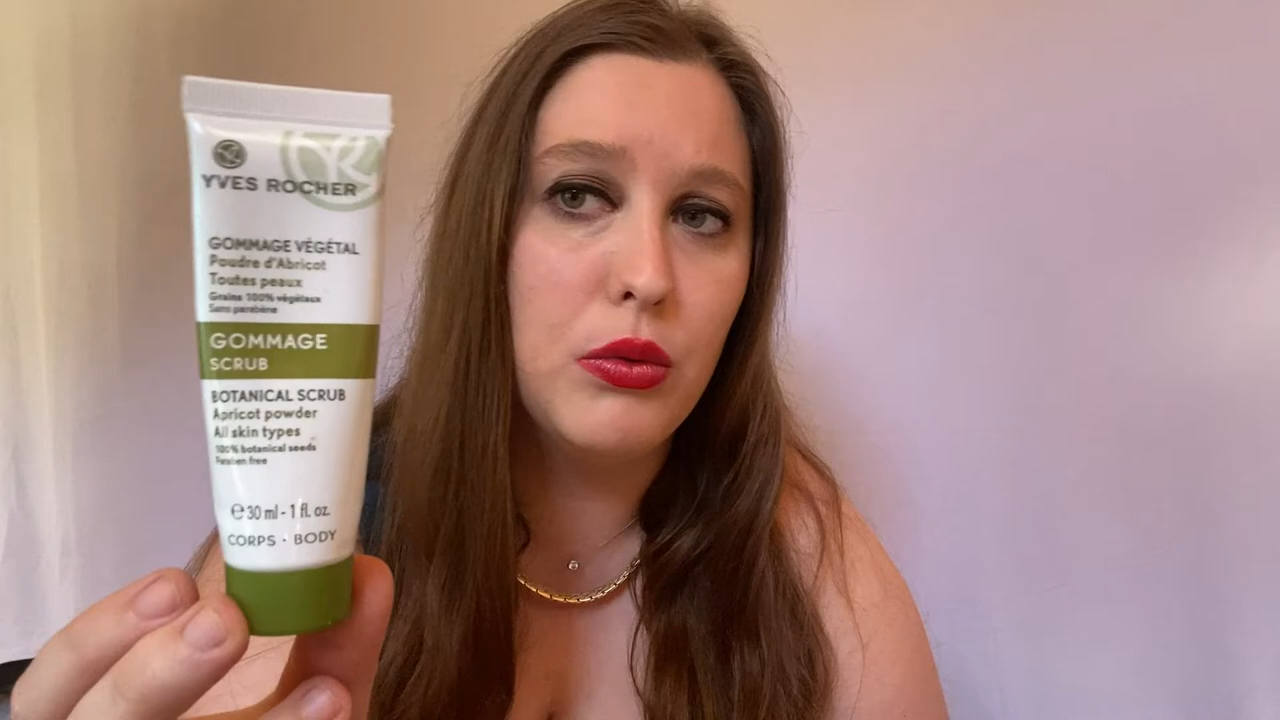 YVES ROCHER
GOMMAGE VÉGÉTAL
Poudre d'Abricot
Toutes peaux
Grains 100% végétaux
Sans parabène
GOMMAGE
SCRUB
BOTANICAL SCRUB
Apricot powder
All skin types
100% botanical seeds
Paraben free
℮ 30 ml - 1 fl. oz.
CORPS · BODY